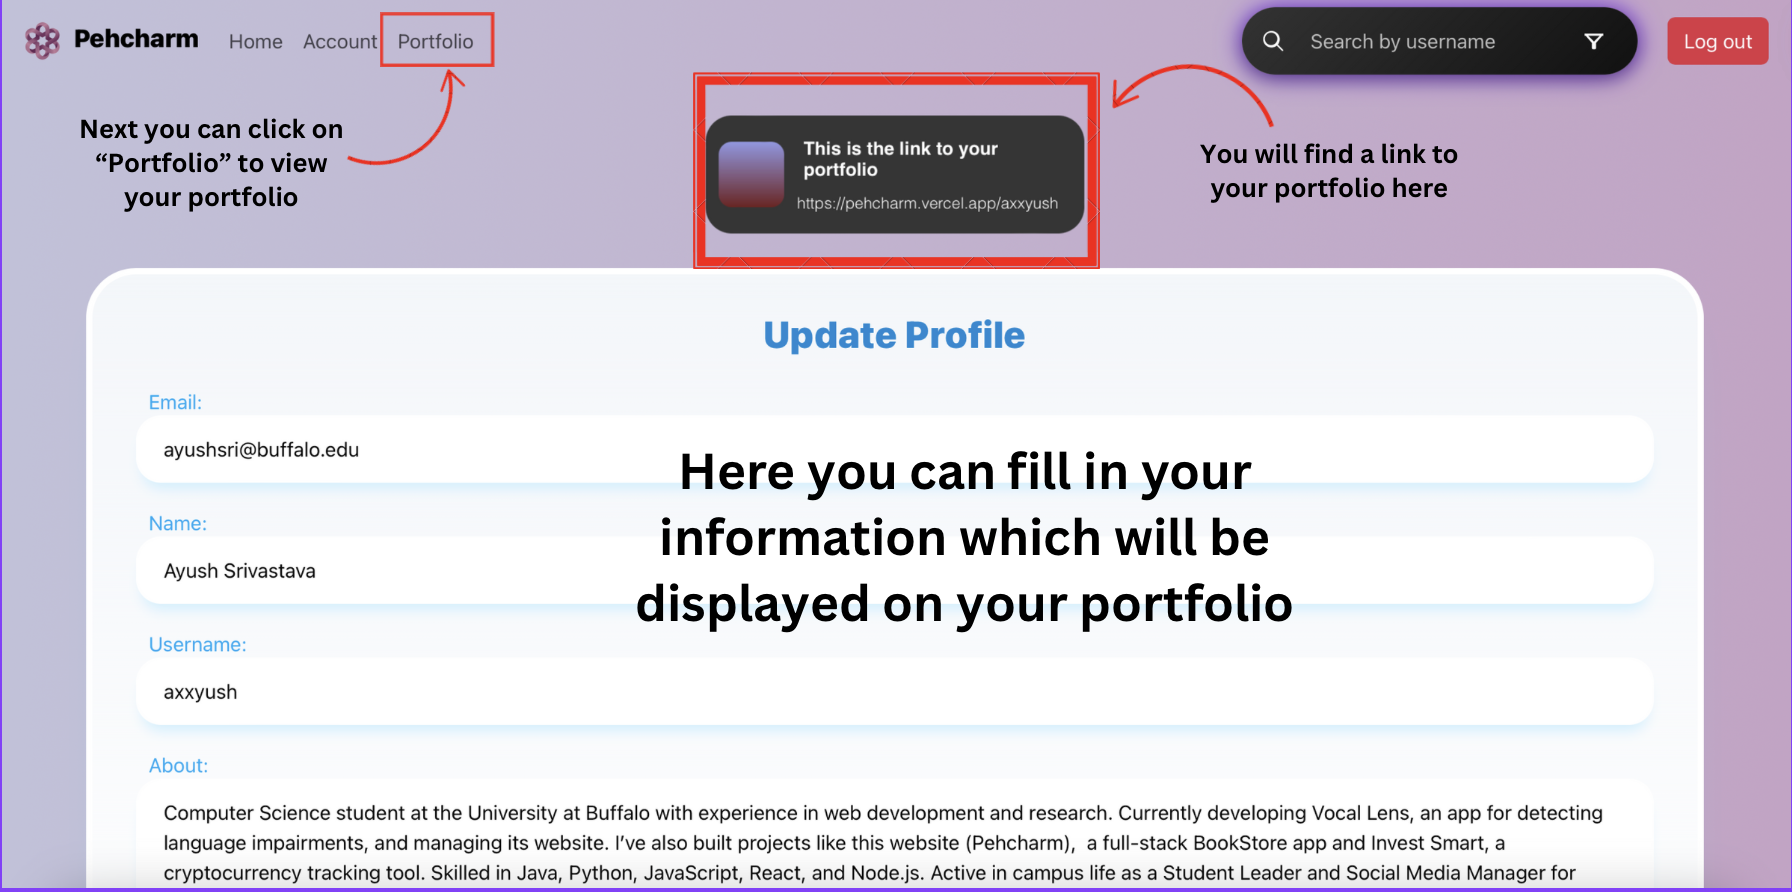 Pehcharm
Home
Account
Portfolio
Search by username
Log out
Next you can click on
“Portfolio” to view
your portfolio
This is the link to your
portfolio
https://pehcharm.vercel.app/axxyush
You will find a link to
your portfolio here
Update Profile
Email:
ayushsri@buffalo.edu
Here you can fill in your
information which will be
displayed on your portfolio
Name:
Ayush Srivastava
Username:
axxyush
About:
Computer Science student at the University at Buffalo with experience in web development and research. Currently developing Vocal Lens, an app for detecting
language impairments, and managing its website. I’ve also built projects like this website (Pehcharm),  a full-stack BookStore app and Invest Smart, a
cryptocurrency tracking tool. Skilled in Java, Python, JavaScript, React, and Node.js. Active in campus life as a Student Leader and Social Media Manager for